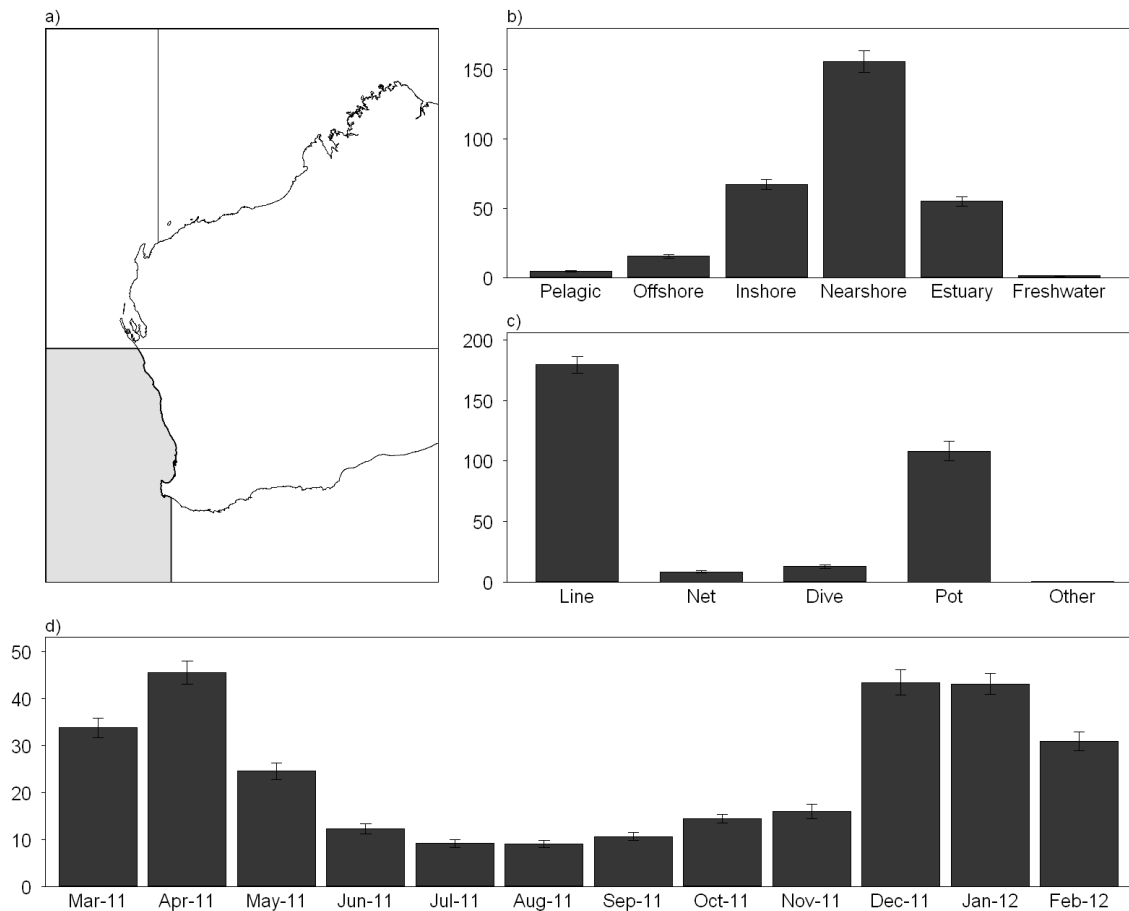 a)
b)
150
100
50
0
Pelagic Offshore Inshore Nearshore Estuary Freshwater
c)
200
150
100
50
0
Line Net Dive Pot Other
d)
50
40
30
20
10
0
Mar-11 Apr-11 May-11 Jun-11 Jul-11 Aug-11 Sep-11 Oct-11 Nov-11 Dec-11 Jan-12 Feb-12